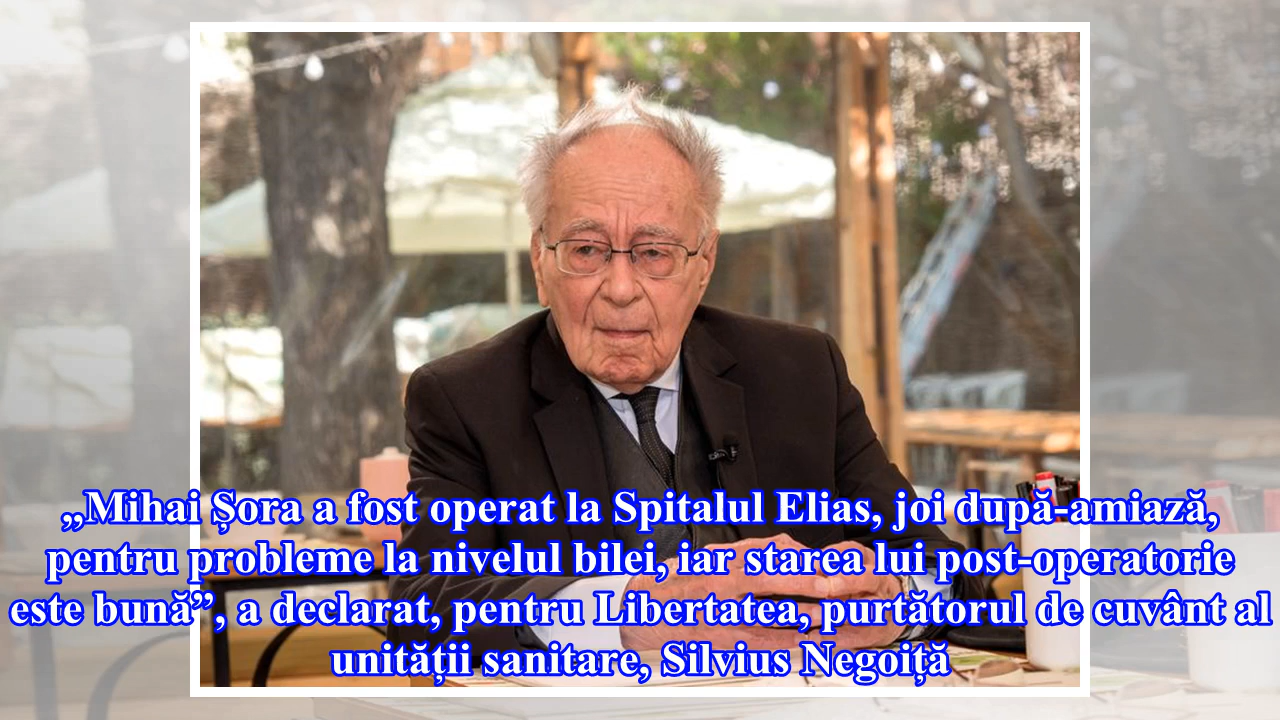 „Mihai Șora a fost operat la Spitalul Elias, joi după-amiază,
pentru probleme la nivelul bilei, iar starea lui post-operatorie
este bună”, a declarat, pentru Libertatea, purtătorul de cuvânt al
unității sanitare, Silvius Negoiță